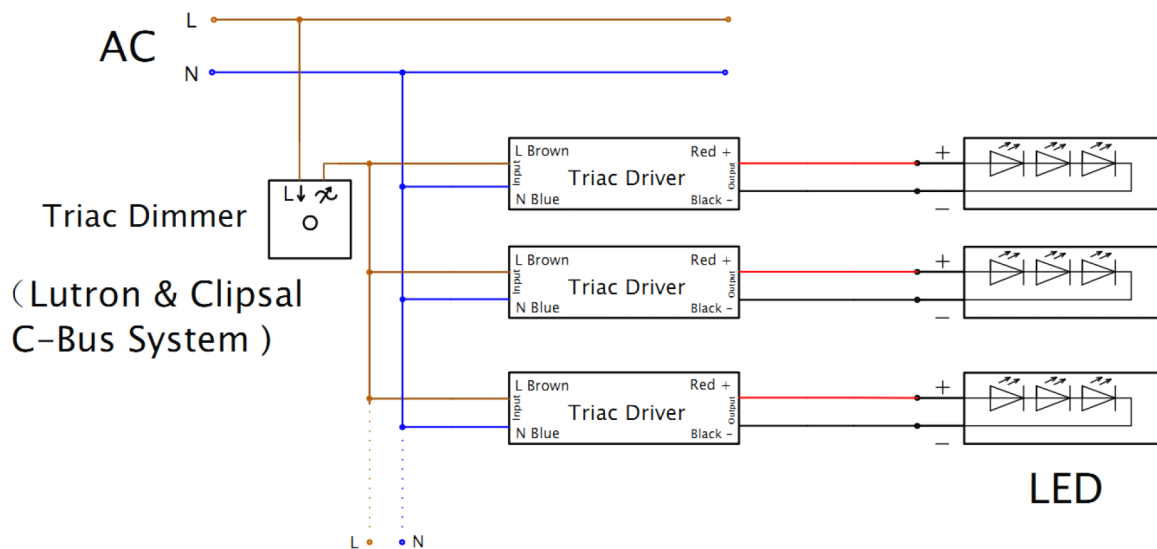 L
AC
N
L Brown
Red +
Input
Triac Driver
Output
N Blue
Black -
+
-
L
Triac Dimmer
(Lutron & Clipsal
C-Bus System )
L Brown
Red +
Input
Triac Driver
Output
N Blue
Black -
+
-
L Brown
Red +
Input
Triac Driver
Output
N Blue
Black -
+
-
LED
L
N